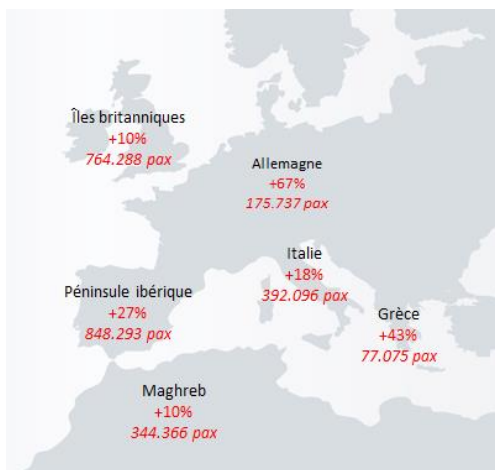 Îles britanniques
+10%
764.288 pax
Allemagne
+67%
175.737 pax
Italie
+18%
392.096 pax
Péninsule ibérique
+27%
848.293 pax
Grèce
+43%
77.075 pax
Maghreb
+10%
344.366 pax